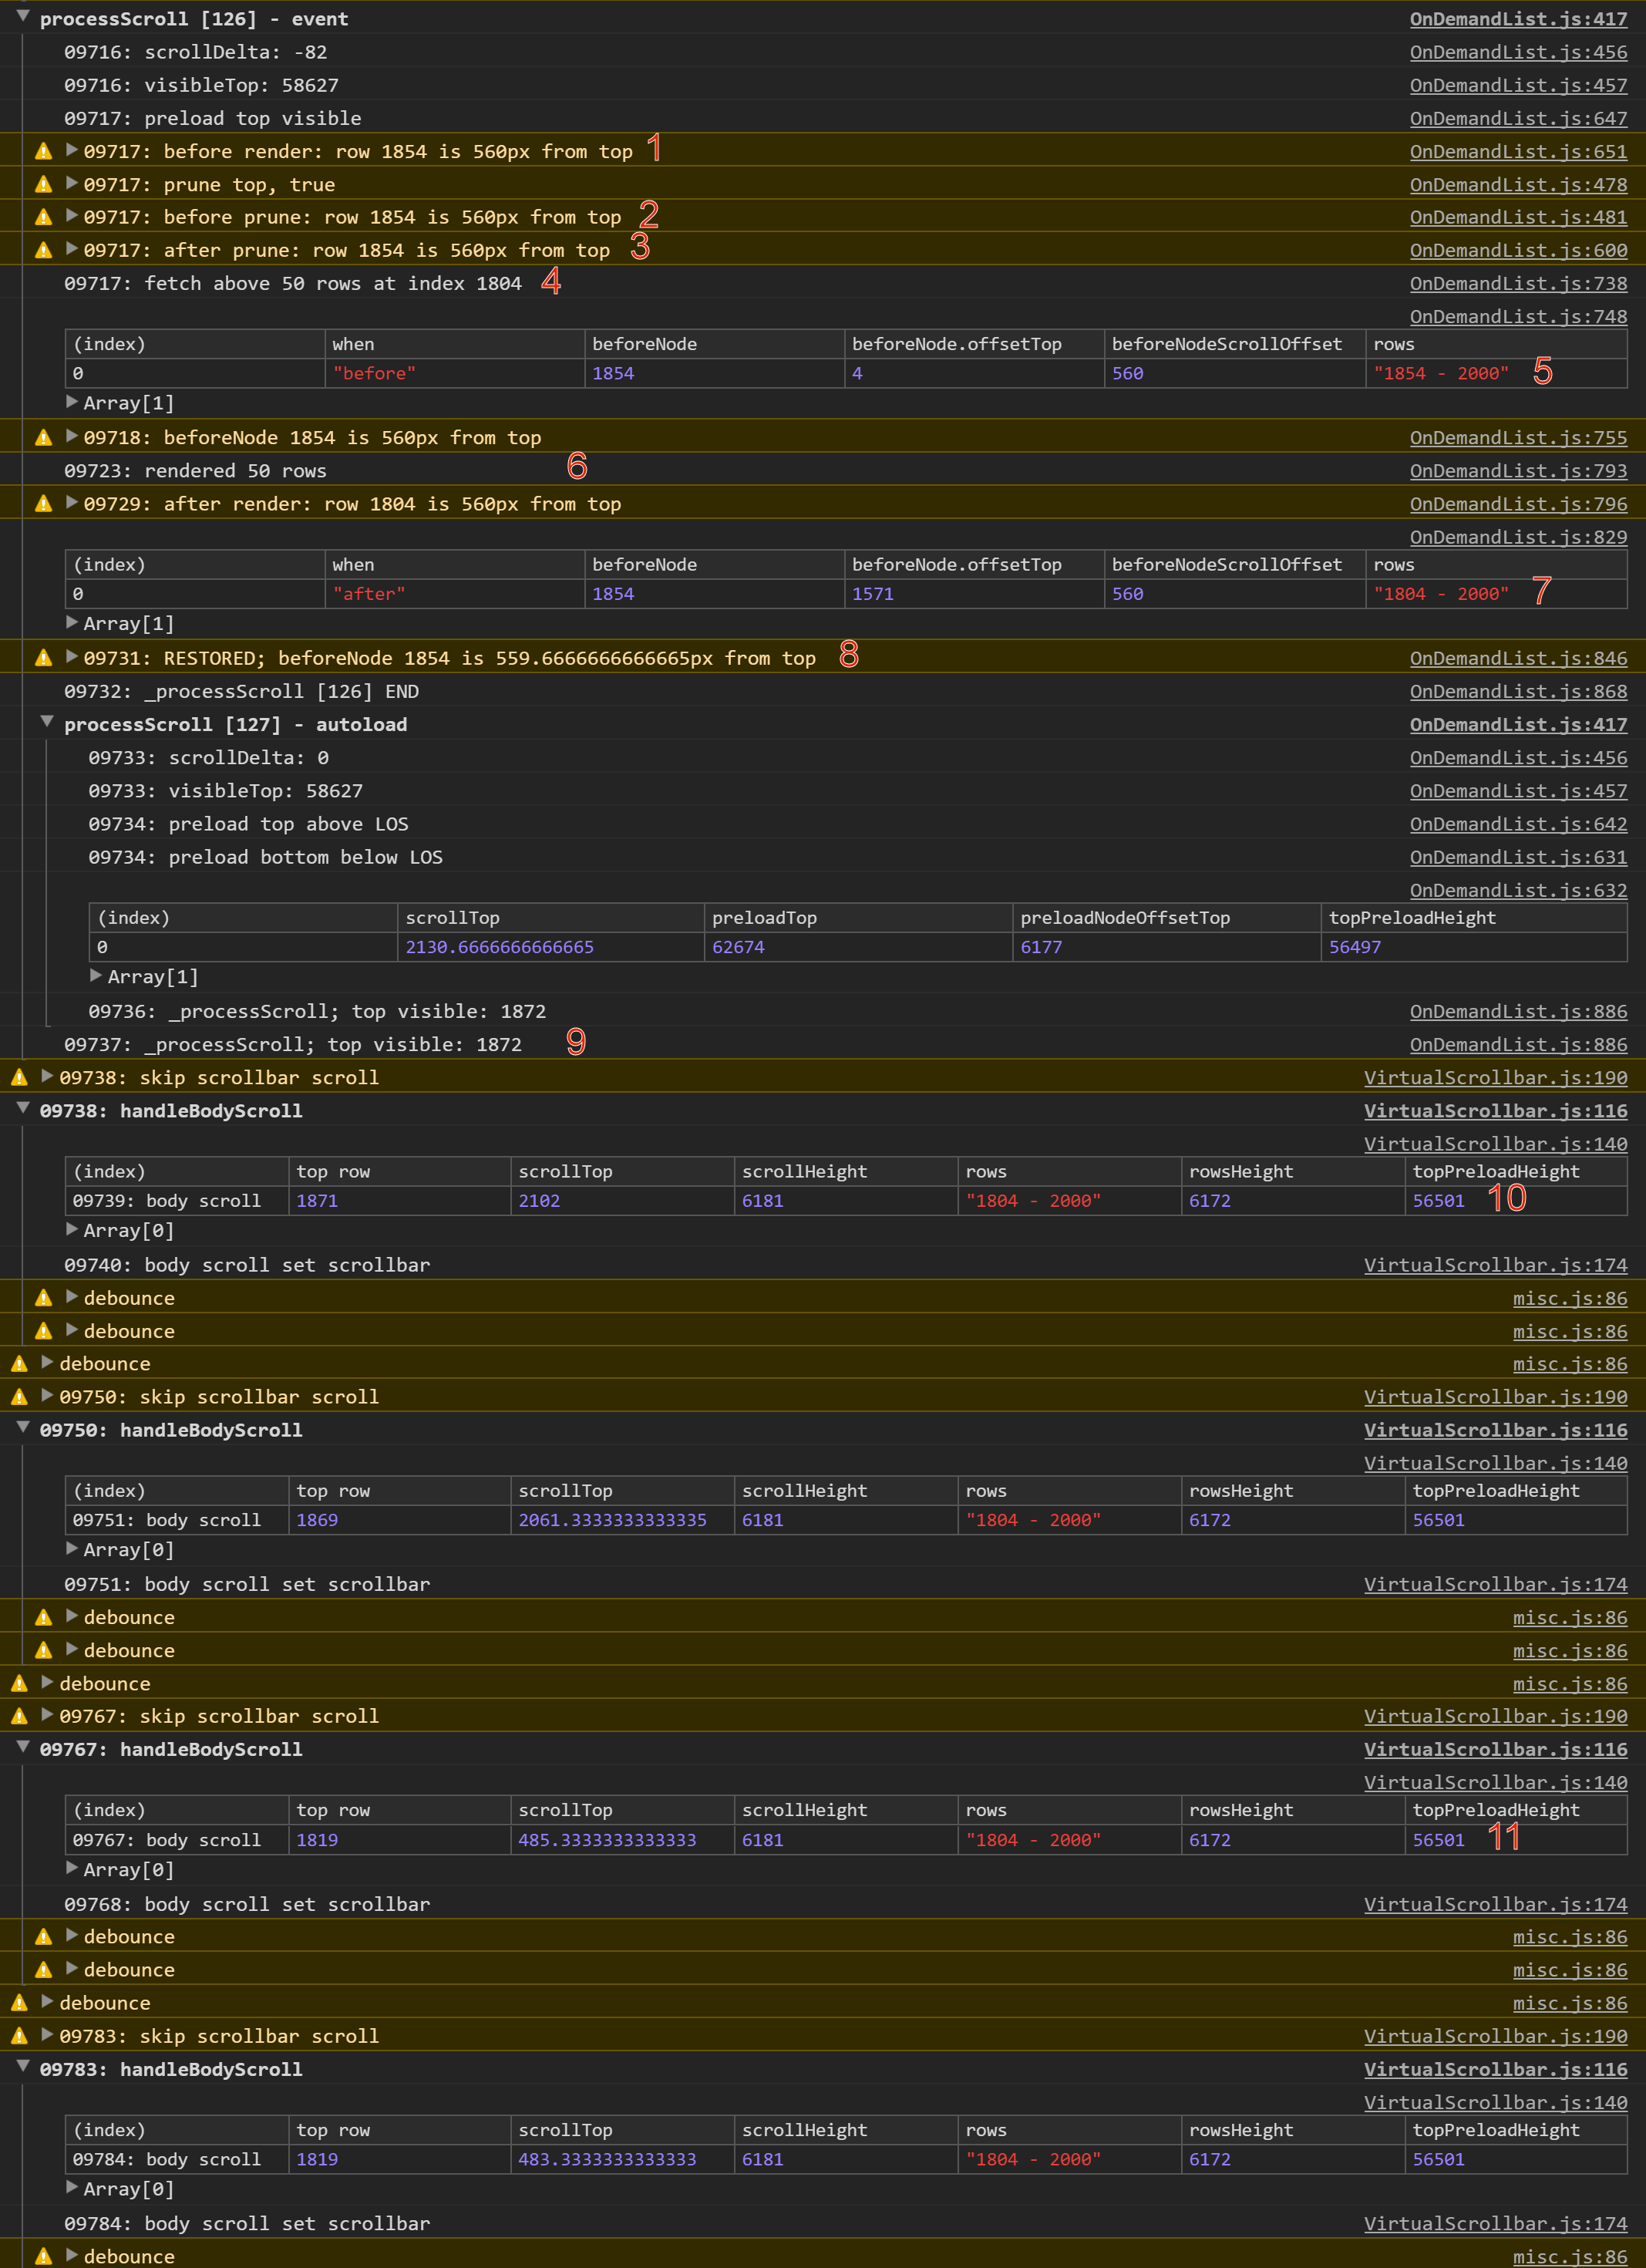 processScroll [126] - event OnDemandList.js:417
09716: scrollDelta: -82 OnDemandList.js:456
09716: visibleTop: 58627 OnDemandList.js:457
09717: preload top visible OnDemandList.js:647
09717: before render: row 1854 is 560px from top 1 OnDemandList.js:651
09717: prune top, true OnDemandList.js:478
09717: before prune: row 1854 is 560px from top 2 OnDemandList.js:481
09717: after prune: row 1854 is 560px from top 3 OnDemandList.js:600
09717: fetch above 50 rows at index 1804 4 OnDemandList.js:738
OnDemandList.js:748
(index) when beforeNode beforeNode.offsetTop beforeNodeScrollOffset rows
0 "before" 1854 4 560 "1854 - 2000" 5
Array[1]
09718: beforeNode 1854 is 560px from top OnDemandList.js:755
09723: rendered 50 rows 6 OnDemandList.js:793
09729: after render: row 1804 is 560px from top OnDemandList.js:796
OnDemandList.js:829
(index) when beforeNode beforeNode.offsetTop beforeNodeScrollOffset rows
0 "after" 1854 1571 560 "1804 - 2000" 7
Array[1]
09731: RESTORED; beforeNode 1854 is 559.6666666666665px from top 8 OnDemandList.js:846
09732: _processScroll [126] END OnDemandList.js:868
processScroll [127] - autoload OnDemandList.js:417
09733: scrollDelta: 0 OnDemandList.js:456
09733: visibleTop: 58627 OnDemandList.js:457
09734: preload top above LOS OnDemandList.js:642
09734: preload bottom below LOS OnDemandList.js:631
OnDemandList.js:632
(index) scrollTop preloadTop preloadNodeOffsetTop topPreloadHeight
0 2130.6666666666665 62674 6177 56497
Array[1]
09736: _processScroll; top visible: 1872 OnDemandList.js:886
09737: _processScroll; top visible: 1872 9 OnDemandList.js:886
09738: skip scrollbar scroll VirtualScrollbar.js:190
09738: handleBodyScroll VirtualScrollbar.js:116
VirtualScrollbar.js:140
(index) top row scrollTop scrollHeight rows rowsHeight topPreloadHeight
09739: body scroll 1871 2102 6181 "1804 - 2000" 6172 56501 10
Array[0]
09740: body scroll set scrollbar VirtualScrollbar.js:174
debounce misc.js:86
debounce misc.js:86
debounce misc.js:86
09750: skip scrollbar scroll VirtualScrollbar.js:190
09750: handleBodyScroll VirtualScrollbar.js:116
VirtualScrollbar.js:140
(index) top row scrollTop scrollHeight rows rowsHeight topPreloadHeight
09751: body scroll 1869 2061.3333333333335 6181 "1804 - 2000" 6172 56501
Array[0]
09751: body scroll set scrollbar VirtualScrollbar.js:174
debounce misc.js:86
debounce misc.js:86
debounce misc.js:86
09767: skip scrollbar scroll VirtualScrollbar.js:190
09767: handleBodyScroll VirtualScrollbar.js:116
VirtualScrollbar.js:140
(index) top row scrollTop scrollHeight rows rowsHeight topPreloadHeight
09767: body scroll 1819 485.3333333333333 6181 "1804 - 2000" 6172 56501 11
Array[0]
09768: body scroll set scrollbar VirtualScrollbar.js:174
debounce misc.js:86
debounce misc.js:86
debounce misc.js:86
09783: skip scrollbar scroll VirtualScrollbar.js:190
09783: handleBodyScroll VirtualScrollbar.js:116
VirtualScrollbar.js:140
(index) top row scrollTop scrollHeight rows rowsHeight topPreloadHeight
09784: body scroll 1819 483.3333333333333 6181 "1804 - 2000" 6172 56501
Array[0]
09784: body scroll set scrollbar VirtualScrollbar.js:174
debounce misc.js:86